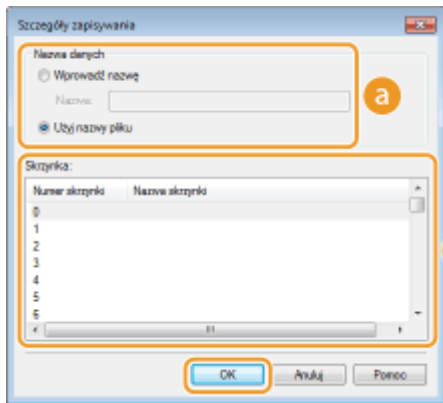 Szczegóły zapisywania
Nazwa danych
Wprowadź nazwę
Nazwa:
a
Użyj nazwy pliku
Skrzynka:
Numer skrzynki Nazwa skrzynki
0
1
2
3
4
5
6
OK Anuluj Pomoc